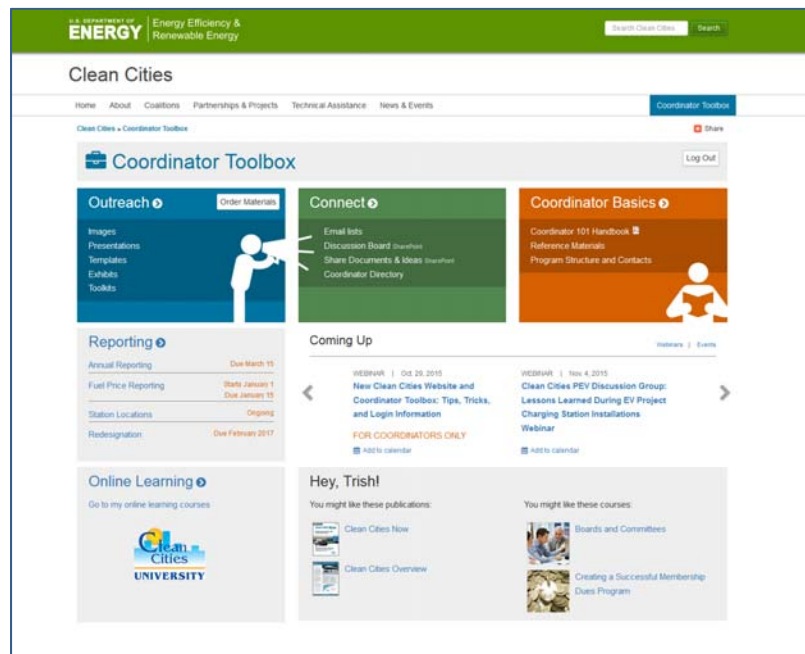 U.S. DEPARTMENT OF
ENERGY
Energy Efficiency &
Renewable Energy
Search Clean Cities
Search
Clean Cities
Home About Coalitions Partnerships & Projects Technical Assistance News & Events Coordinator Toolbox
Clean Cities » Coordinator Toolbox
Share
Coordinator Toolbox
Log Out
Outreach
Order Materials
Images
Presentations
Templates
Exhibits
Toolkits
Connect
Email lists
Discussion Board SharePoint
Share Documents & Ideas SharePoint
Coordinator Directory
Coordinator Basics
Coordinator 101 Handbook
Reference Materials
Program Structure and Contacts
Reporting
Annual Reporting Due March 15
Fuel Price Reporting Starts January 1
Due January 15
Station Locations Ongoing
Redesignation Due February 2017
Coming Up
Webinars | Events
WEBINAR | Oct 29, 2015
New Clean Cities Website and
Coordinator Toolbox: Tips, Tricks,
and Login Information
FOR COORDINATORS ONLY
Add to calendar
WEBINAR | Nov 4, 2015
Clean Cities PEV Discussion Group:
Lessons Learned During EV Project
Charging Station Installations
Webinar
Add to calendar
Online Learning
Go to my online learning courses
Clean
Cities
UNIVERSITY
Hey, Trish!
You might like these publications:
Clean Cities Now
Clean Cities Overview
You might like these courses:
Boards and Committees
Creating a Successful Membership
Dues Program